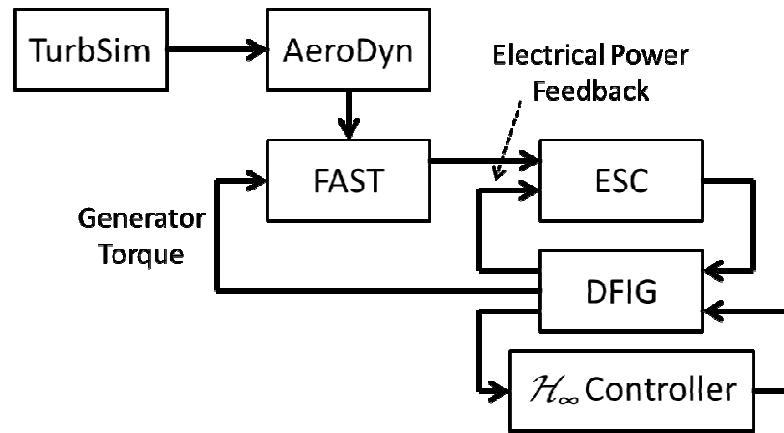 TurbSim
AeroDyn
Electrical Power
Feedback
FAST
ESC
Generator
Torque
DFIG
ℋ∞ Controller